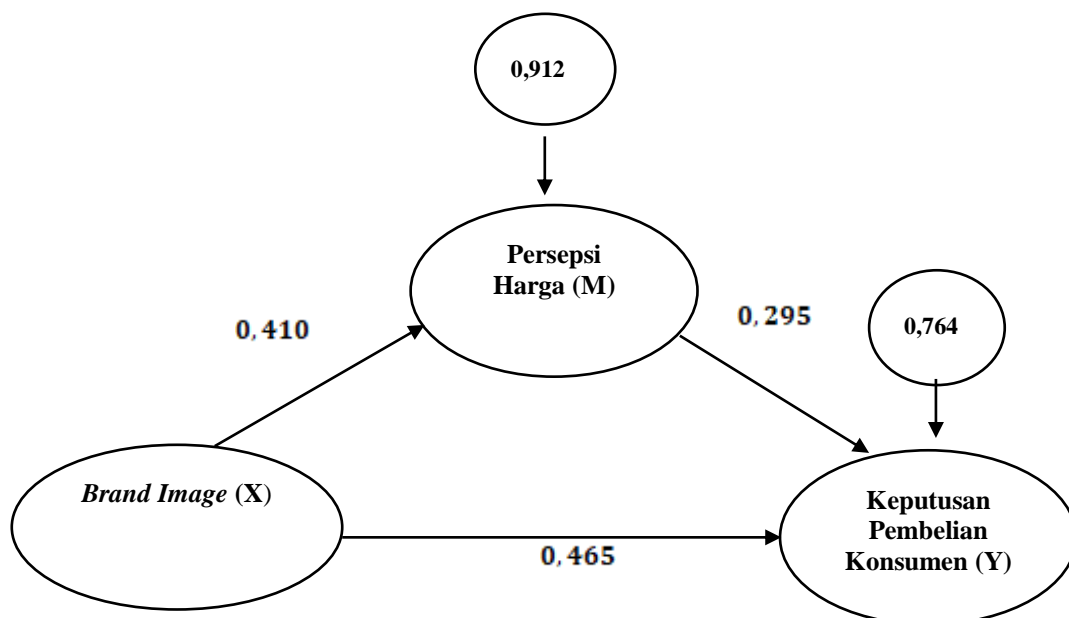 0,912
Persepsi
Harga (M)
0,410
0,295
0,764
Brand Image (X)
Keputusan
Pembelian
Konsumen (Y)
0,465